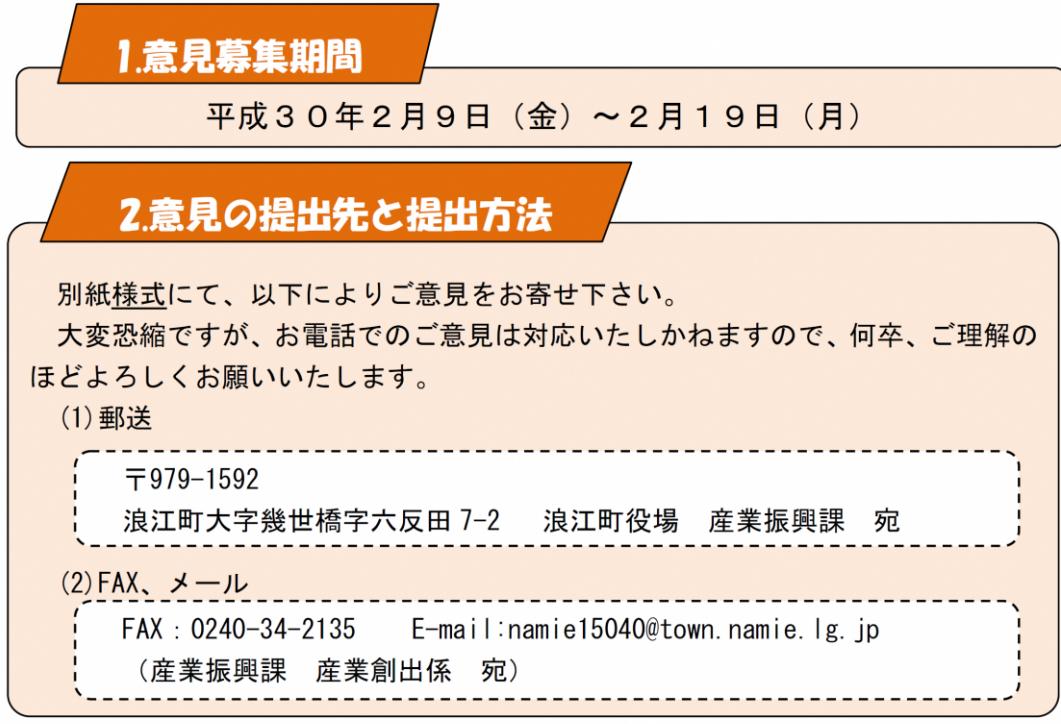 1.意見募集期間
平成３０年２月９日（金）～２月１９日（月）
2.意見の提出先と提出方法
別紙様式にて、以下によりご意見をお寄せ下さい。
大変恐縮ですが、お電話でのご意見は対応いたしかねますので、何卒、ご理解の
ほどよろしくお願いいたします。
(1)郵送
〒979-1592
浪江町大字幾世橋字六反田 7-2　浪江町役場　産業振興課　宛
(2)FAX、メール
FAX：0240-34-2135　E-mail:namie15040@town.namie.lg.jp
（産業振興課　産業創出係　宛）